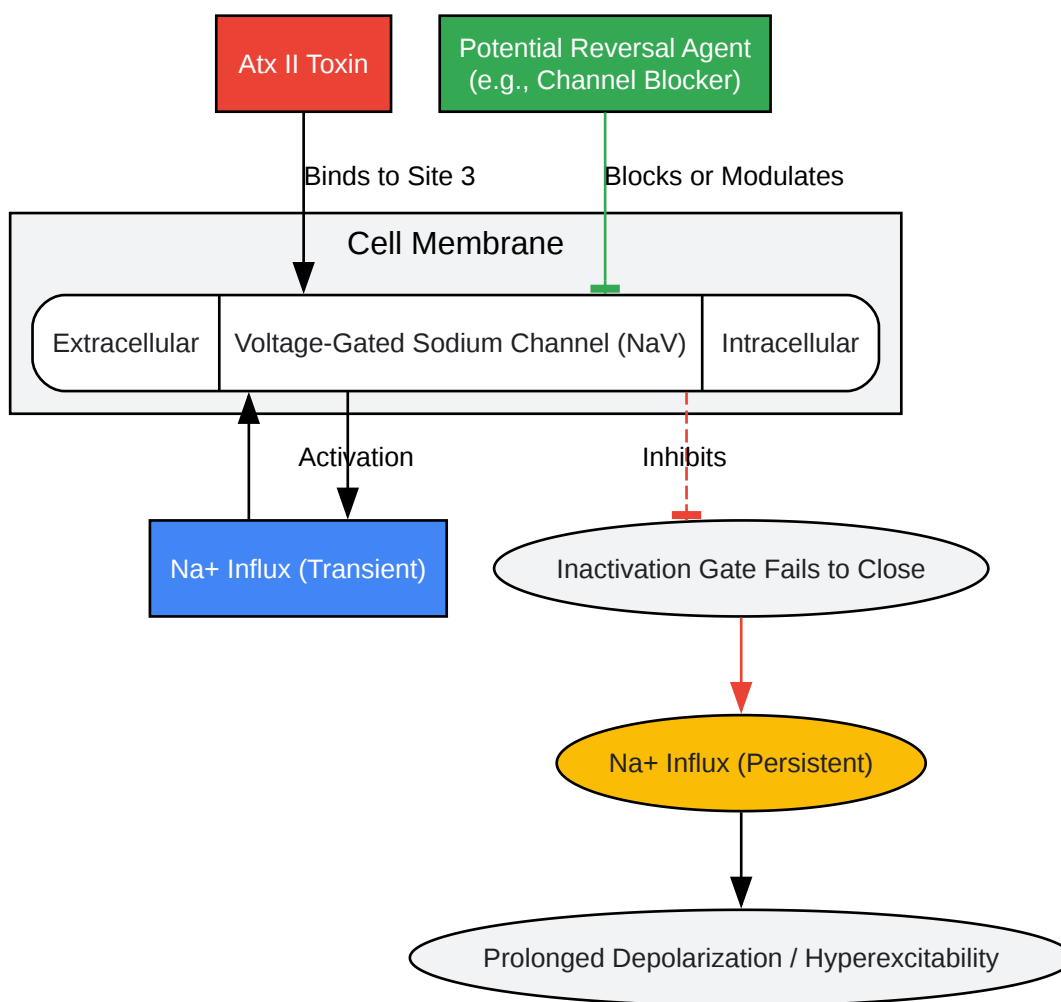 Atx II Toxin
Potential Reversal Agent
(e.g., Channel Blocker)
Binds to Site 3
Blocks or Modulates
Cell Membrane
Extracellular
Voltage-Gated Sodium Channel (NaV)
Intracellular
Activation
Inhibits
Na+ Influx (Transient)
Inactivation Gate Fails to Close
Na+ Influx (Persistent)
Prolonged Depolarization / Hyperexcitability